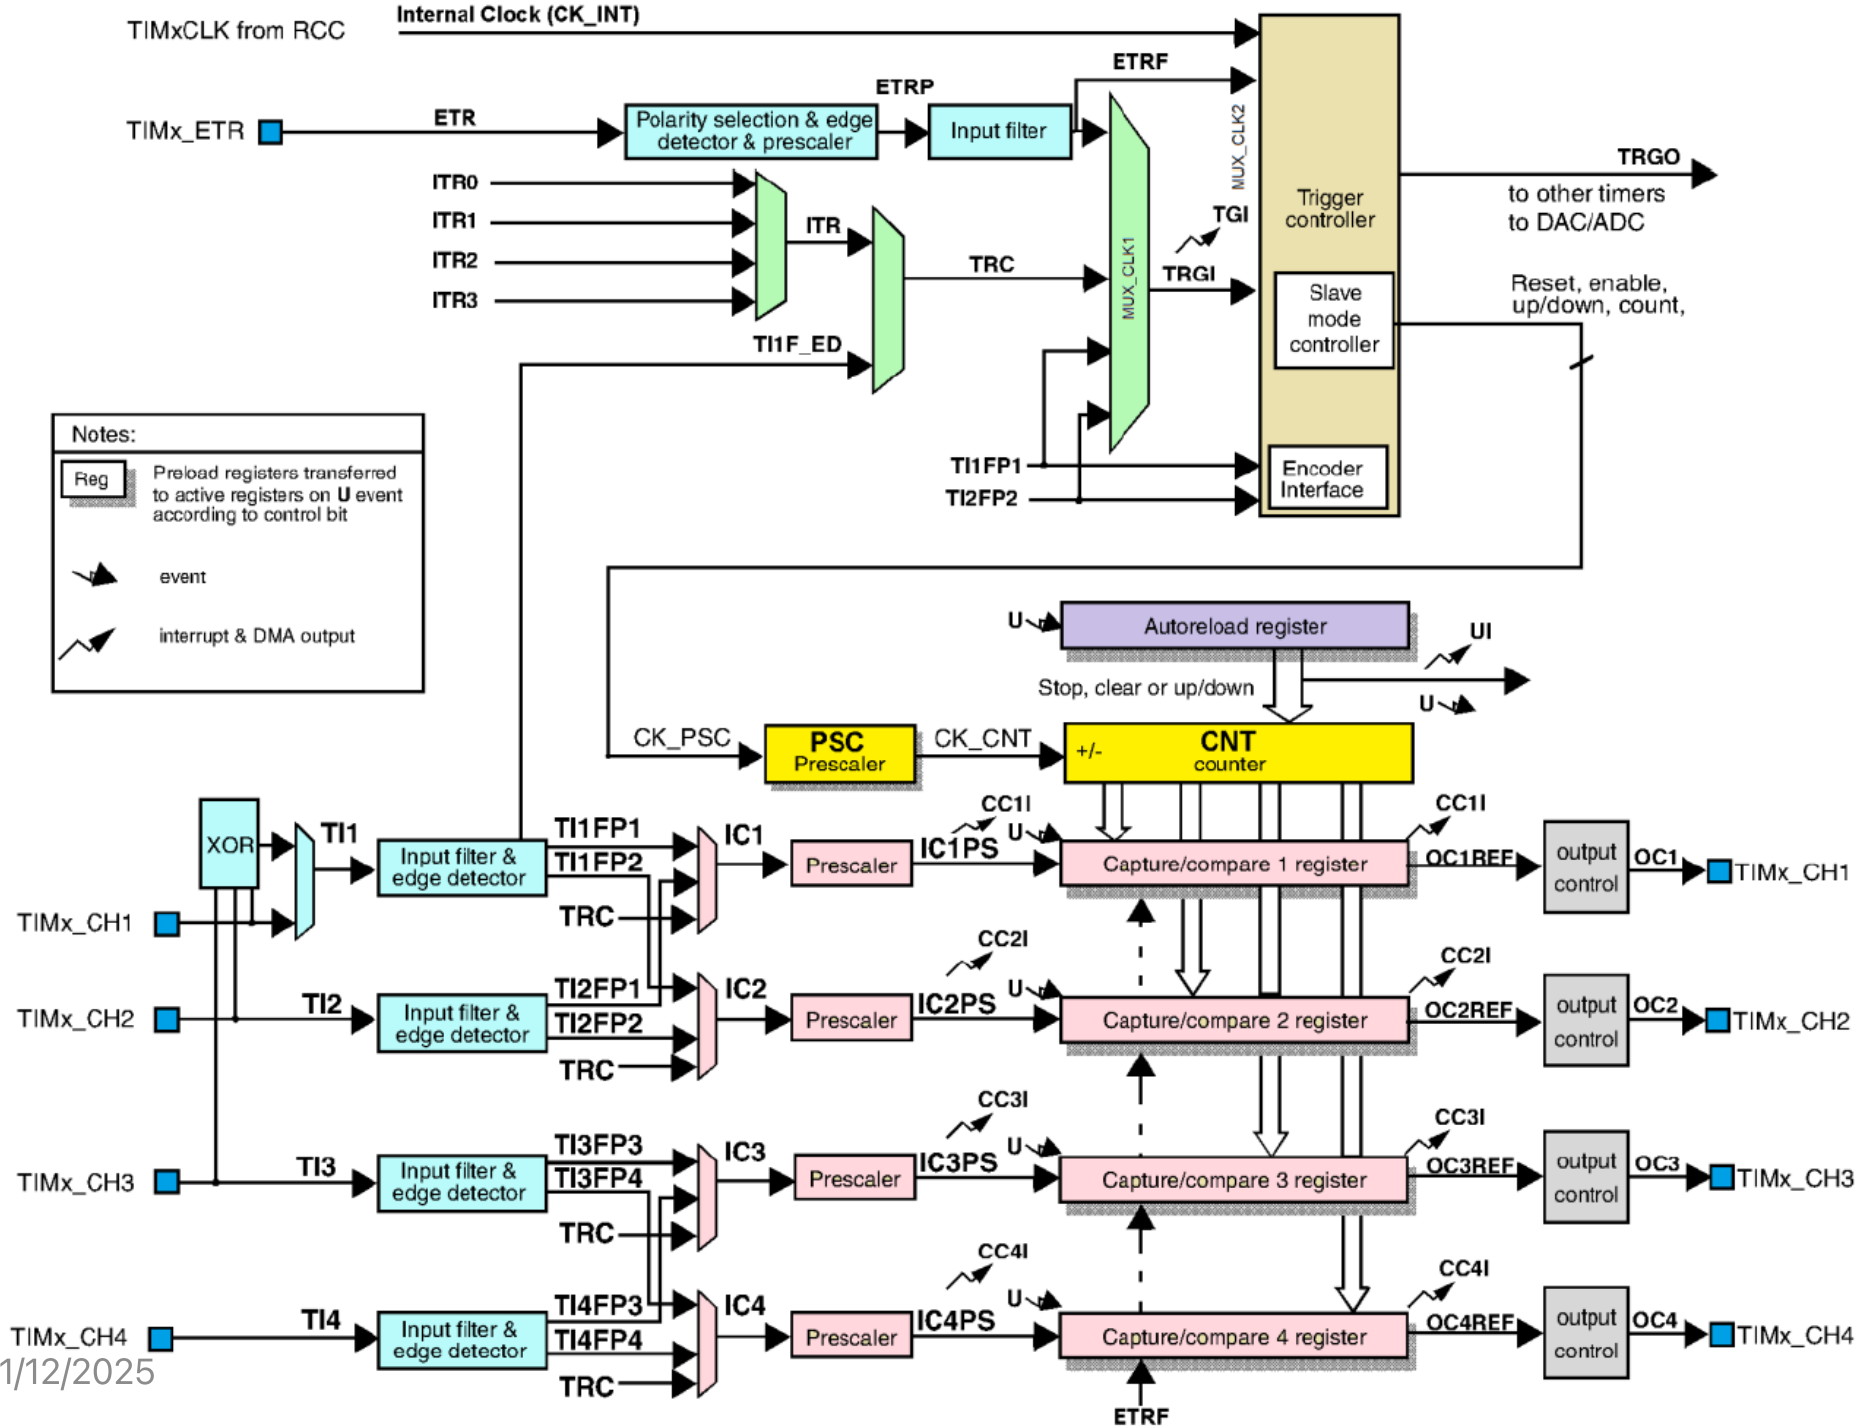 Internal Clock (CK_INT)
TIMxCLK from RCC
ETRF
ETRP
TIMx_ETR
ETR
Polarity selection & edge
detector & prescaler
Input filter
MUX_CLK2
TRGO
to other timers
to DAC/ADC
ITR0
ITR1
ITR2
ITR3
ITR
TRC
MUX_CLK1
TGI
TRGI
Trigger
controller
Slave
mode
controller
Reset, enable,
up/down, count,
TI1F_ED
TI1FP1
TI2FP2
Encoder
Interface
Notes:
Reg
Preload registers transferred
to active registers on U event
according to control bit
event
interrupt & DMA output
U
Autoreload register
UI
Stop, clear or up/down
U
CK_PSC
PSC
Prescaler
CK_CNT
+/-
CNT
counter
XOR
TI1
Input filter &
edge detector
TI1FP1
TI1FP2
TRC
IC1
Prescaler
CC1I
U
IC1PS
Capture/compare 1 register
CC1I
OC1REF
output
control
OC1
TIMx_CH1
TIMx_CH1
TIMx_CH2
TI2
Input filter &
edge detector
TI2FP1
TI2FP2
TRC
IC2
Prescaler
CC2I
U
IC2PS
Capture/compare 2 register
CC2I
OC2REF
output
control
OC2
TIMx_CH2
TIMx_CH3
TI3
Input filter &
edge detector
TI3FP3
TI3FP4
TRC
IC3
Prescaler
CC3I
U
IC3PS
Capture/compare 3 register
CC3I
OC3REF
output
control
OC3
TIMx_CH3
TIMx_CH4
TI4
Input filter &
edge detector
TI4FP3
TI4FP4
TRC
IC4
Prescaler
CC4I
U
IC4PS
Capture/compare 4 register
CC4I
OC4REF
output
control
OC4
TIMx_CH4
1/12/2025
ETRF